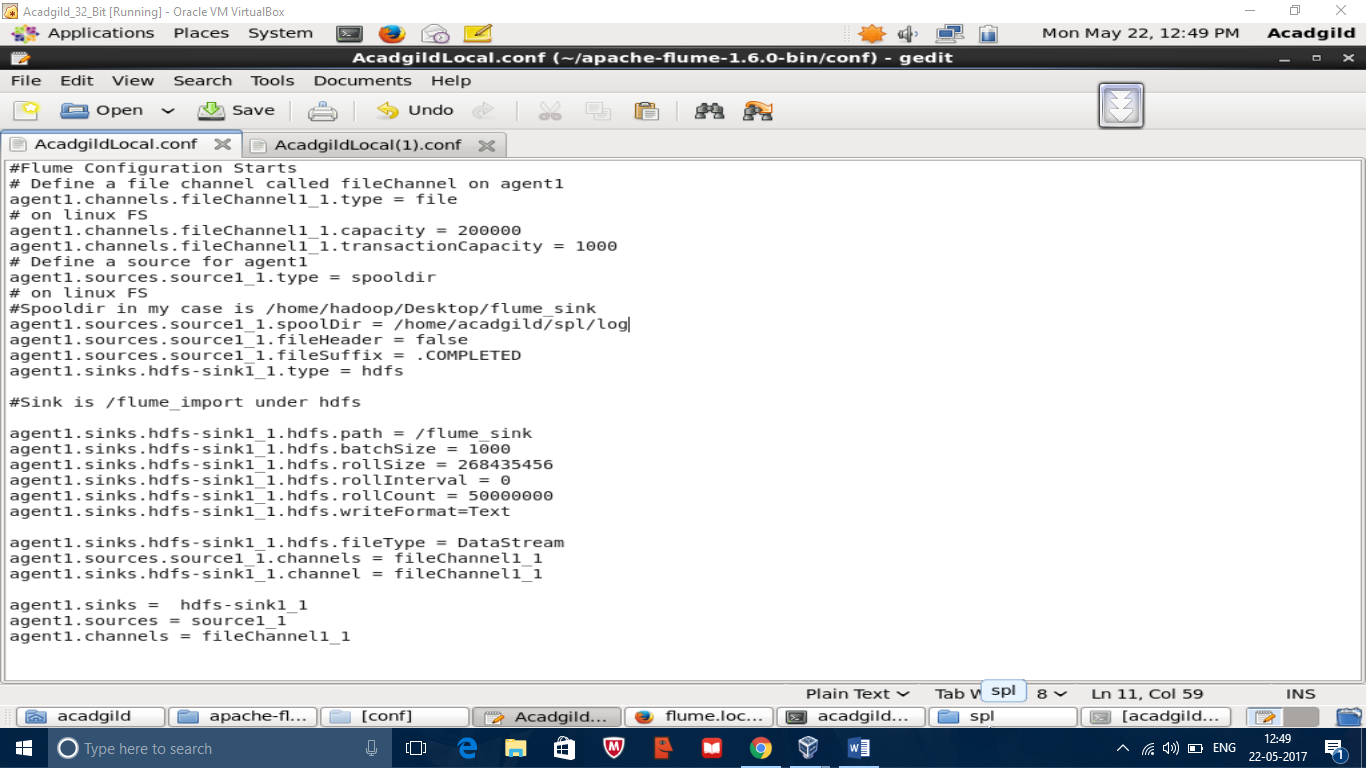 Acadgild_32_Bit [Running] - Oracle VM VirtualBox
Applications Places System Mon May 22, 12:49 PM Acadgild
AcadgildLocal.conf (~/apache-flume-1.6.0-bin/conf) - gedit
File Edit View Search Tools Documents Help
Open Save Undo
AcadgildLocal.conf AcadgildLocal(1).conf
#Flume Configuration Starts
# Define a file channel called fileChannel on agent1
agent1.channels.fileChannel1_1.type = file
# on linux FS
agent1.channels.fileChannel1_1.capacity = 200000
agent1.channels.fileChannel1_1.transactionCapacity = 1000
# Define a source for agent1
agent1.sources.source1_1.type = spooldir
# on linux FS
#Spooldir in my case is /home/hadoop/Desktop/flume_sink
agent1.sources.source1_1.spoolDir = /home/acadgild/spl/log
agent1.sources.source1_1.fileHeader = false
agent1.sources.source1_1.fileSuffix = .COMPLETED
agent1.sinks.hdfs-sink1_1.type = hdfs
#Sink is /flume_import under hdfs
agent1.sinks.hdfs-sink1_1.hdfs.path = /flume_sink
agent1.sinks.hdfs-sink1_1.hdfs.batchSize = 1000
agent1.sinks.hdfs-sink1_1.hdfs.rollSize = 268435456
agent1.sinks.hdfs-sink1_1.hdfs.rollInterval = 0
agent1.sinks.hdfs-sink1_1.hdfs.rollCount = 50000000
agent1.sinks.hdfs-sink1_1.hdfs.writeFormat=Text
agent1.sinks.hdfs-sink1_1.hdfs.fileType = DataStream
agent1.sources.source1_1.channels = fileChannel1_1
agent1.sinks.hdfs-sink1_1.channel = fileChannel1_1
agent1.sinks =  hdfs-sink1_1
agent1.sources = source1_1
agent1.channels = fileChannel1_1
Plain Text Tab W spl 8 Ln 11, Col 59 INS
acadgild apache-fl... [conf] Acadgild... flume.loc... acadgild... spl [acadgild...
Type here to search ENG 12:49
22-05-2017 1